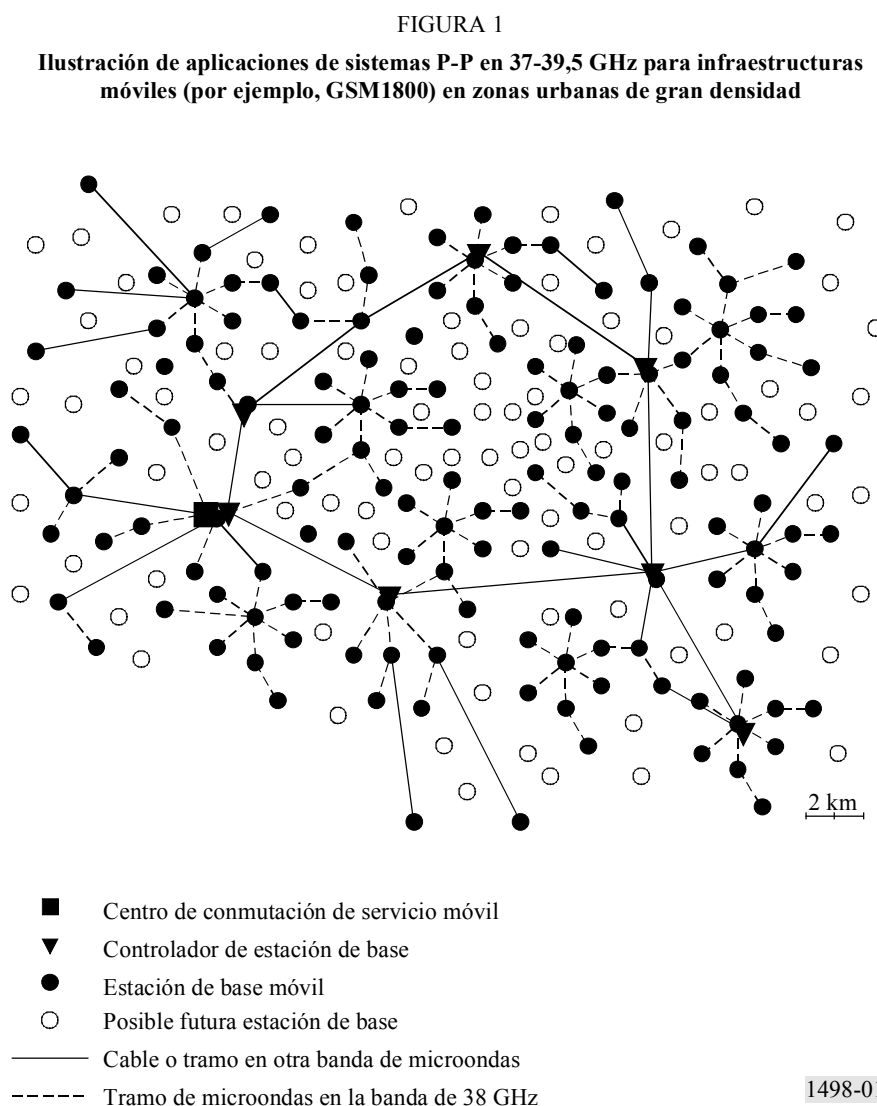 FIGURA 1
Ilustración de aplicaciones de sistemas P-P en 37-39,5 GHz para infraestructuras
móviles (por ejemplo, GSM1800) en zonas urbanas de gran densidad
2 km
Centro de conmutación de servicio móvil
Controlador de estación de base
Estación de base móvil
Posible futura estación de base
Cable o tramo en otra banda de microondas
Tramo de microondas en la banda de 38 GHz
1498-01